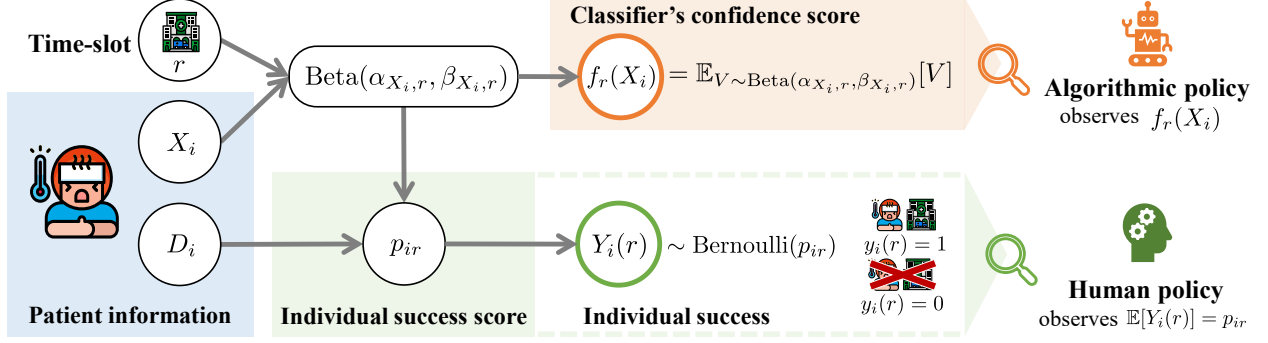 Classifier's confidence score
Time-slot
r
Beta(α_{X_i,r}, β_{X_i,r})
f_r(X_i) = 𝔼_{V∼Beta(α_{X_i,r},β_{X_i,r})}[V]
Algorithmic policy
observes f_r(X_i)
X_i
D_i
p_{ir}
Y_i(r) ∼ Bernoulli(p_{ir})
y_i(r) = 1
y_i(r) = 0
Patient information
Individual success score
Individual success
Human policy
observes 𝔼[Y_i(r)] = p_{ir}